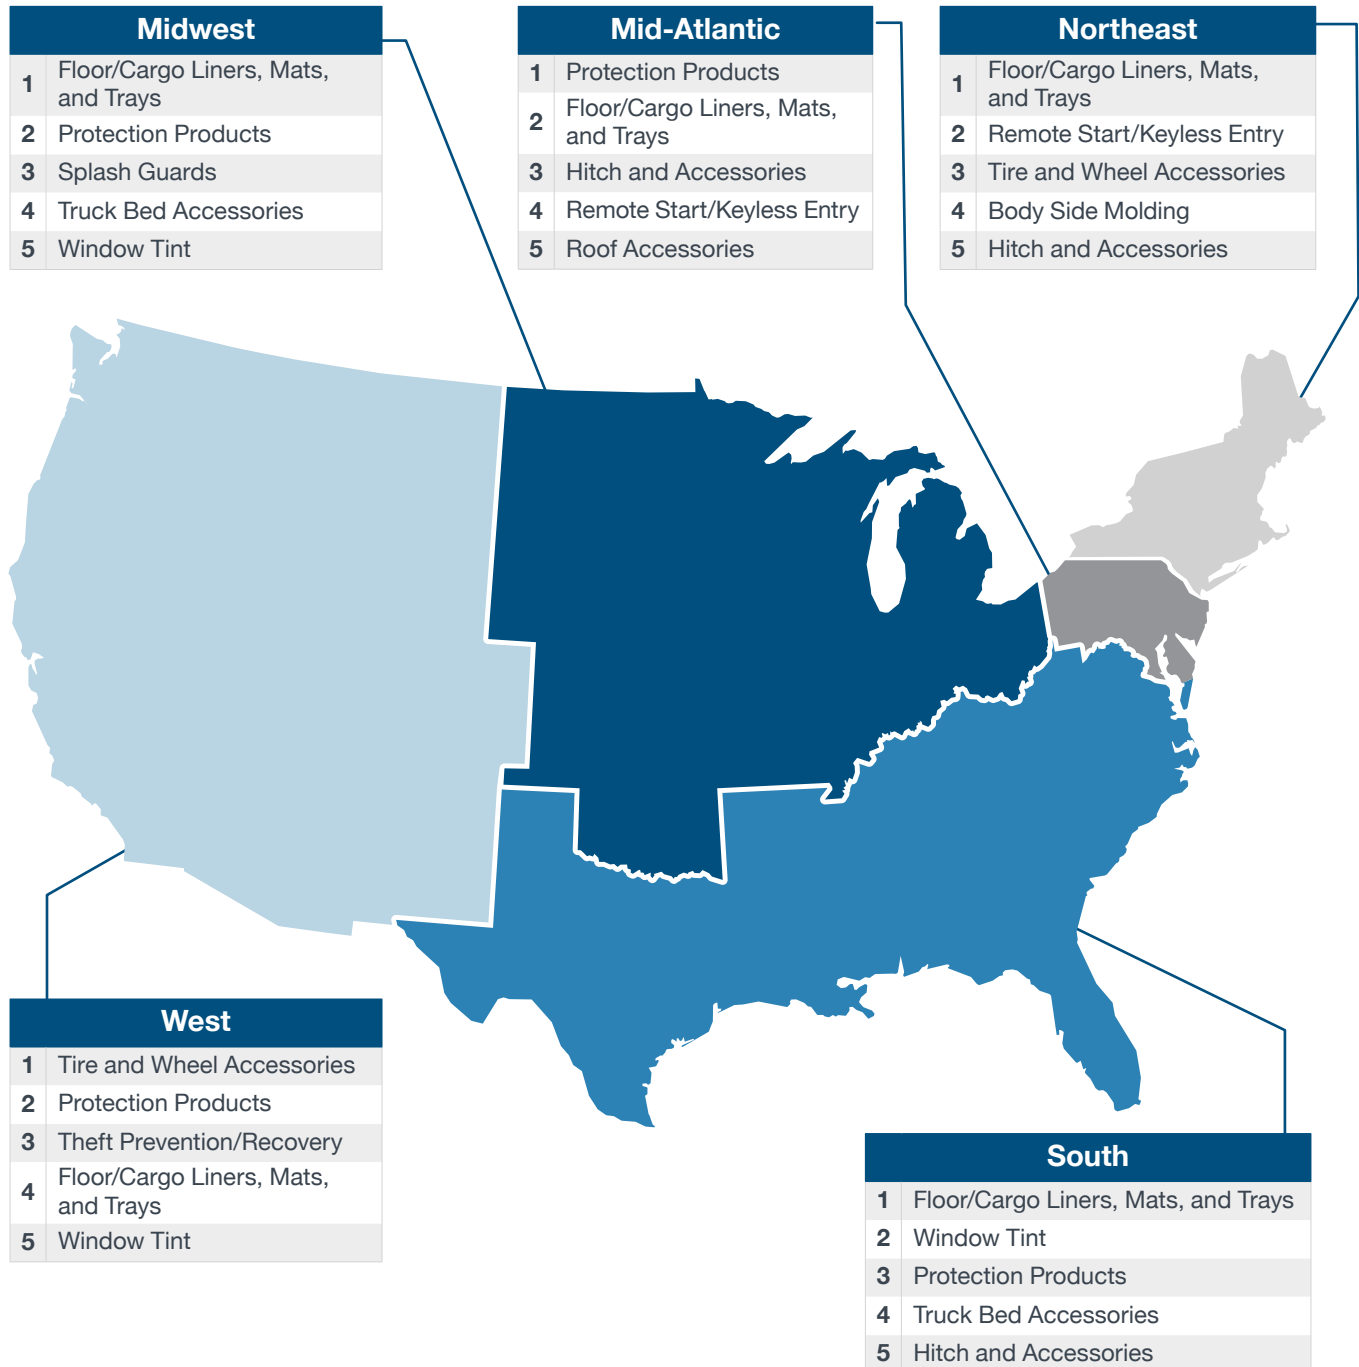 Midwest
1 Floor/Cargo Liners, Mats,
and Trays
2 Protection Products
3 Splash Guards
4 Truck Bed Accessories
5 Window Tint
Mid-Atlantic
1 Protection Products
2 Floor/Cargo Liners, Mats,
and Trays
3 Hitch and Accessories
4 Remote Start/Keyless Entry
5 Roof Accessories
Northeast
1 Floor/Cargo Liners, Mats,
and Trays
2 Remote Start/Keyless Entry
3 Tire and Wheel Accessories
4 Body Side Molding
5 Hitch and Accessories
West
1 Tire and Wheel Accessories
2 Protection Products
3 Theft Prevention/Recovery
4 Floor/Cargo Liners, Mats,
and Trays
5 Window Tint
South
1 Floor/Cargo Liners, Mats, and Trays
2 Window Tint
3 Protection Products
4 Truck Bed Accessories
5 Hitch and Accessories